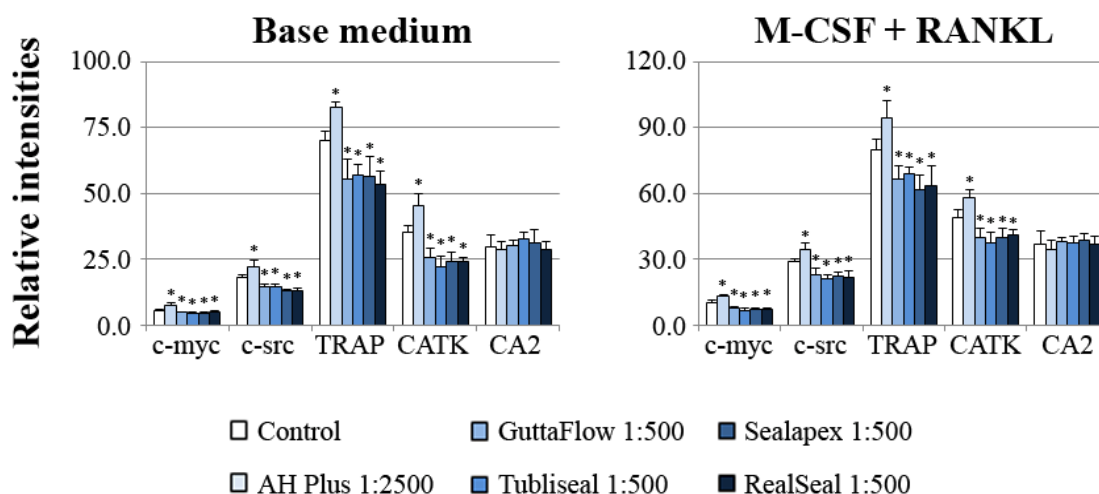 Base medium
M-CSF + RANKL
Relative intensities
100.0
75.0
50.0
25.0
0.0
* * * * * * * * * * * * * * * * * * * *
c-myc c-src TRAP CATK CA2
120.0
90.0
60.0
30.0
0.0
* * * * * * * * * * * * * * * * * * * *
c-myc c-src TRAP CATK CA2
Control GuttaFlow 1:500 Sealapex 1:500
AH Plus 1:2500 Tubliseal 1:500 RealSeal 1:500